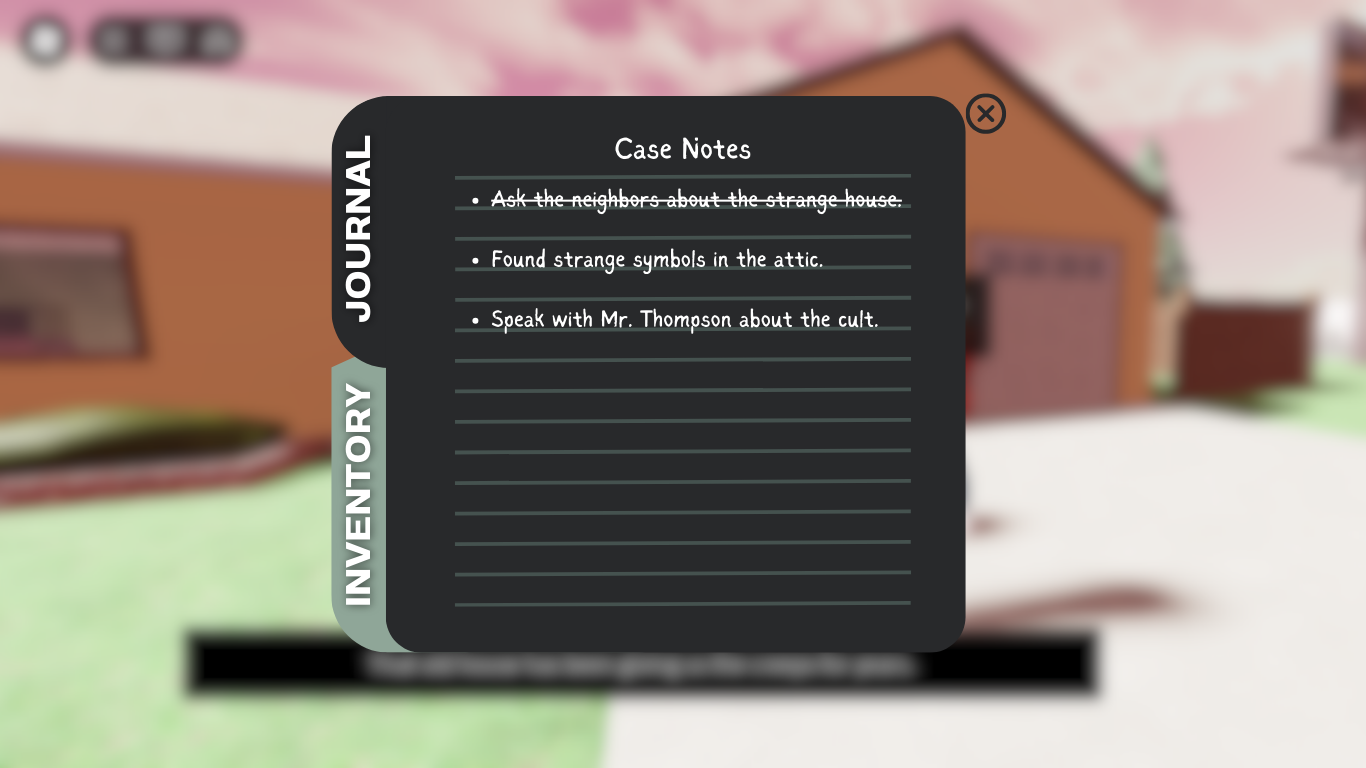 JOURNAL
INVENTORY
Case Notes
• Ask the neighbors about the strange house.
• Found strange symbols in the attic.
• Speak with Mr. Thompson about the cult.